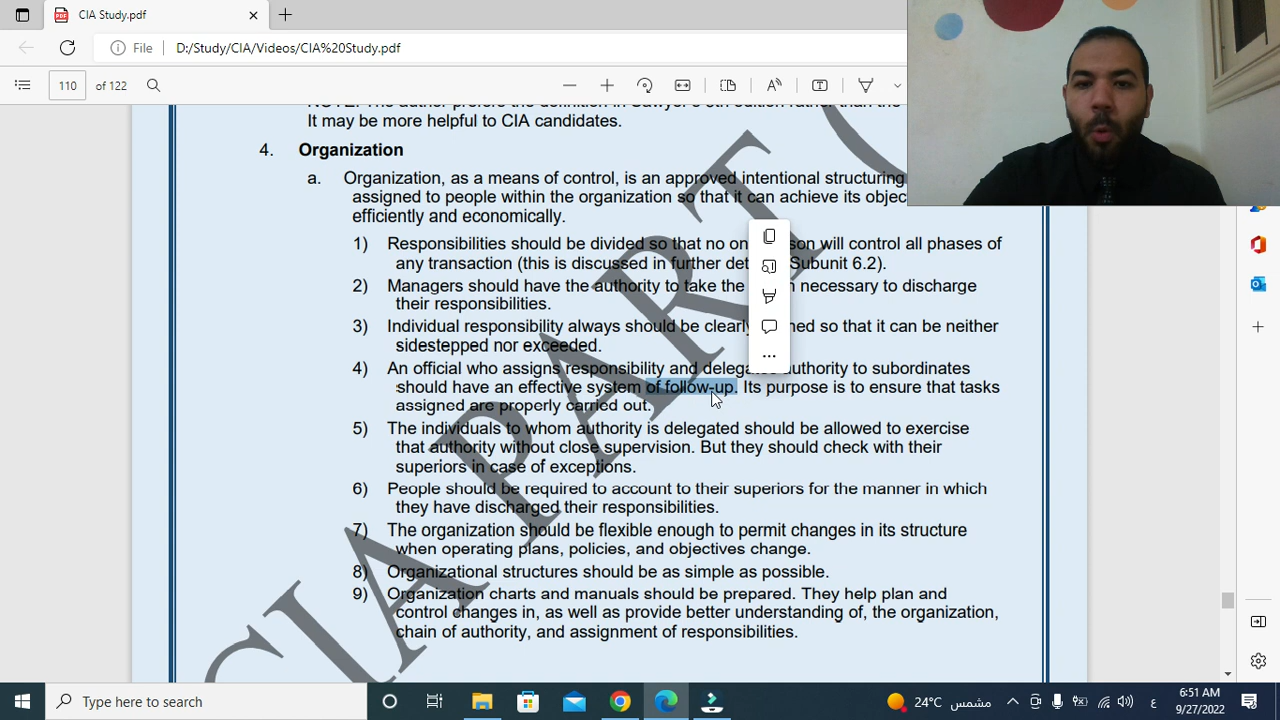 CIA Study.pdf
File D:/Study/CIA/Videos/CIA%20Study.pdf
110 of 122
It may be more helpful to CIA candidates.
4. Organization
a. Organization, as a means of control, is an approved intentional structuring
assigned to people within the organization so that it can achieve its
efficiently and economically.
1) Responsibilities should be divided so that no will control all phases of
any transaction (this is discussed in further Subunit 6.2).
2) Managers should have the authority to take the necessary to discharge
their responsibilities.
3) Individual responsibility always should be clearly so that it can be neither
sidestepped nor exceeded.
4) An official who assigns responsibility and delegates authority to subordinates
should have an effective system of follow-up. Its purpose is to ensure that tasks
assigned are properly carried out.
5) The individuals to whom authority is delegated should be allowed to exercise
that authority without close supervision. But they should check with their
superiors in case of exceptions.
6) People should be required to account to their superiors for the manner in which
they have discharged their responsibilities.
7) The organization should be flexible enough to permit changes in its structure
when operating plans, policies, and objectives change.
8) Organizational structures should be as simple as possible.
9) Organization charts and manuals should be prepared. They help plan and
control changes in, as well as provide better understanding of, the organization,
chain of authority, and assignment of responsibilities.
CIA PART
Type here to search
24°C مشمس
ع
6:51 AM
9/27/2022